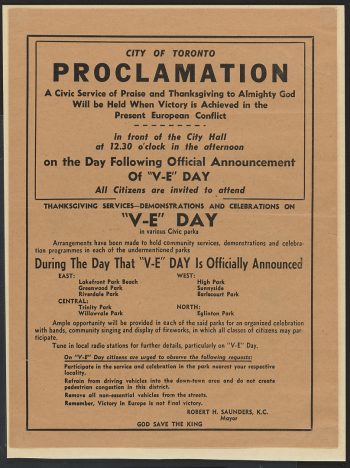 CITY OF TORONTO
PROCLAMATION
A Civic Service of Praise and Thanksgiving to Almighty God
Will be Held When Victory is Achieved in the
Present European Conflict
in front of the City Hall
at 12.30 o'clock in the afternoon
on the Day Following Official Announcement
Of "V-E" DAY
All Citizens are invited to attend
THANKSGIVING SERVICES—DEMONSTRATIONS AND CELEBRATIONS ON
"V-E" DAY
in various Civic parks
Arrangements have been made to hold community services, demonstrations and celebra-
tion programmes in each of the undermentioned parks
During The Day That "V-E" DAY Is Officially Announced
EAST:
Lakefront Park Beach
Greenwood Park
Riverdale Park
CENTRAL:
Trinity Park
Willowvale Park
WEST:
High Park
Sunnyside
Earlscourt Park
NORTH:
Eglinton Park
Ample opportunity will be provided in each of the said parks for an organized celebration
with bands, community singing and display of fireworks, in which all classes of citizens may par-
ticipate.
Tune in local radio stations for further details, particularly on "V-E" Day.
On "V-E" Day citizens are urged to observe the following requests:
Participate in the service and celebration in the park nearest your respective
locality.
Refrain from driving vehicles into the down-town area and do not create
pedestrian congestion in this district.
Remove all non-essential vehicles from the streets.
Remember, Victory in Europe is not Final victory.
ROBERT H. SAUNDERS, K.C.
Mayor
GOD SAVE THE KING